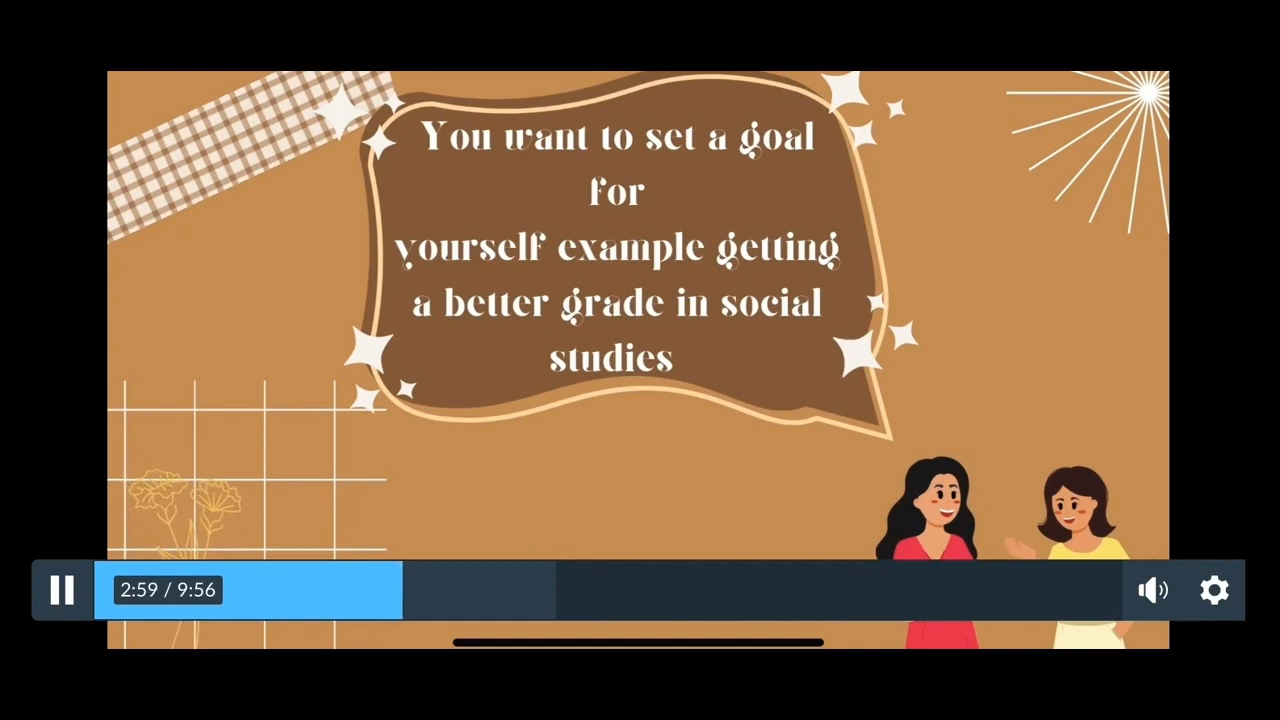 You want to set a goal
for
yourself example getting
a better grade in social
studies
2:59 / 9:56